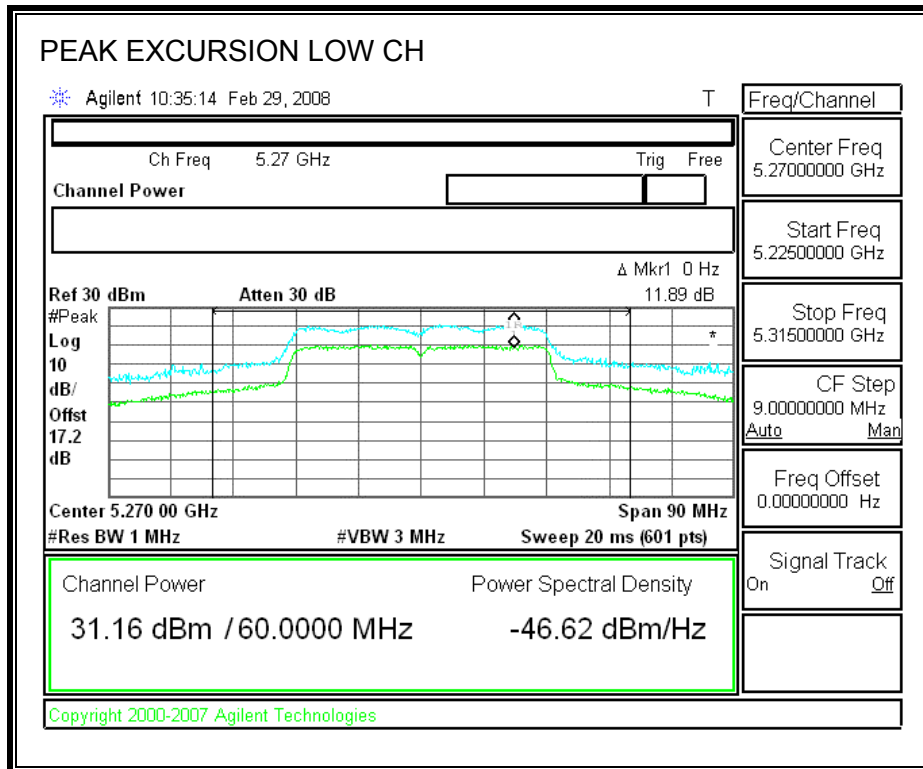 PEAK EXCURSION LOW CH
Agilent 10:35:14 Feb 29, 2008 T
Freq/Channel
Ch Freq 5.27 GHz Trig Free
Channel Power
Center Freq
5.27000000 GHz
Start Freq
5.22500000 GHz
Δ Mkr1 0 Hz
Ref 30 dBm Atten 30 dB 11.89 dB
#Peak
Log
10
dB/
Offst
17.2
dB
1R
*
Stop Freq
5.31500000 GHz
CF Step
9.00000000 MHz
Auto Man
Freq Offset
0.00000000 Hz
Center 5.270 00 GHz Span 90 MHz
#Res BW 1 MHz #VBW 3 MHz Sweep 20 ms (601 pts)
Signal Track
On Off
Channel Power Power Spectral Density
31.16 dBm / 60.0000 MHz -46.62 dBm/Hz
Copyright 2000-2007 Agilent Technologies